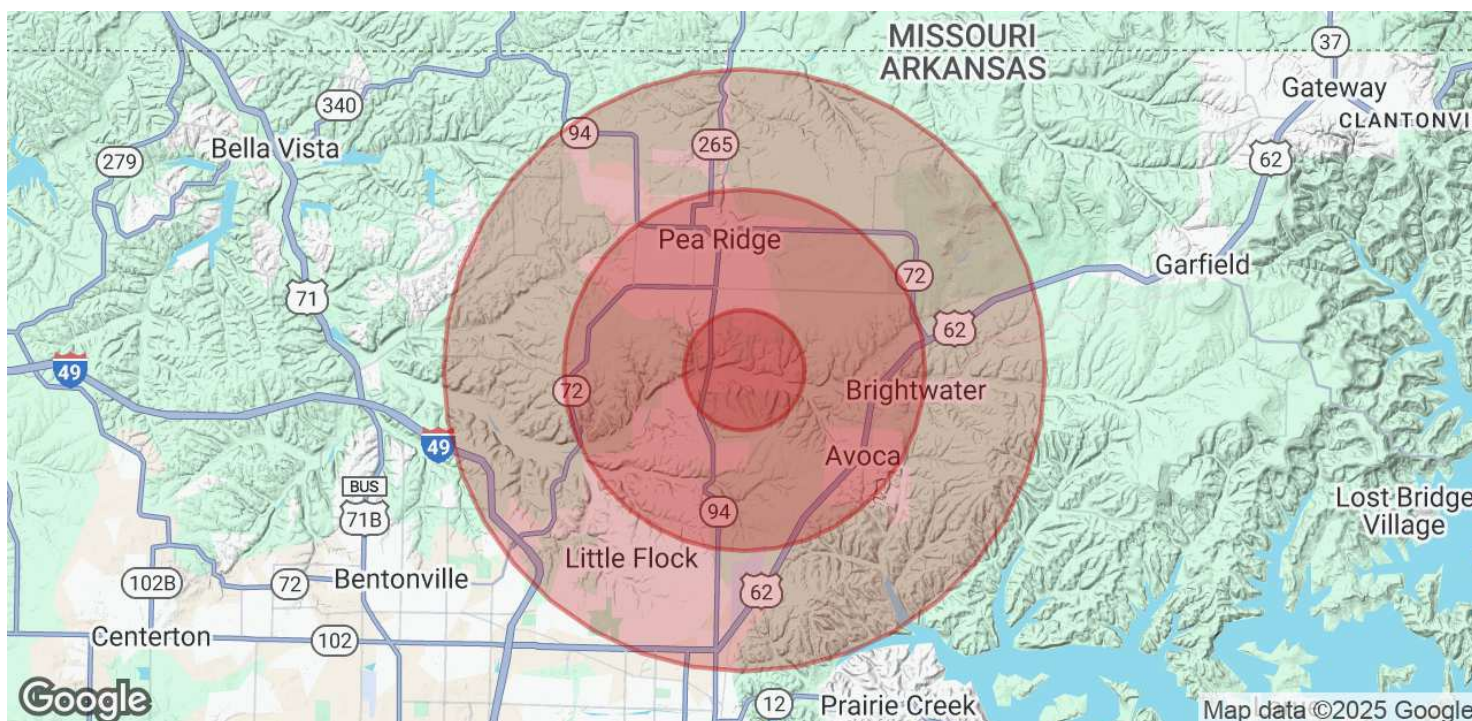 MISSOURI
ARKANSAS
37
Gateway
CLANTONVI
340
94
265
62
279
Bella Vista
Pea Ridge
Garfield
72
71
62
49
72
Brightwater
49
Avoca
BUS
71B
94
Lost Bridge
Village
Little Flock
102B
72
Bentonville
62
Centerton
102
12
Prairie Creek
Google
Map data ©2025 Google